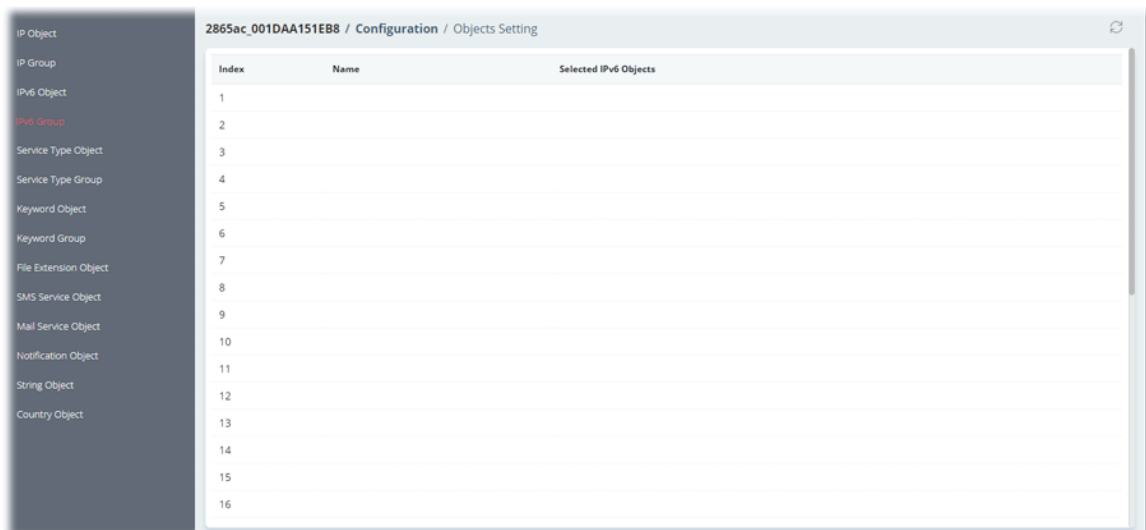 IP Object
IP Group
IPv6 Object
IPv6 Group
Service Type Object
Service Type Group
Keyword Object
Keyword Group
File Extension Object
SMS Service Object
Mail Service Object
Notification Object
String Object
Country Object
2865ac_001DAA151EB8 / Configuration / Objects Setting
Index Name Selected IPv6 Objects
1
2
3
4
5
6
7
8
9
10
11
12
13
14
15
16